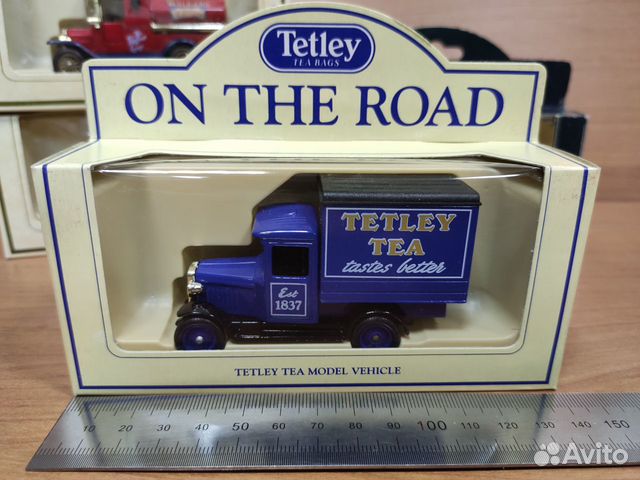 Tetley
TEA BAGS
ON THE ROAD
TETLEY
TEA
tastes better
Est
1837
TETLEY TEA MODEL VEHICLE
10 20 30 40 50 60 70 80 90 100 110 120 130 140 150
Avito